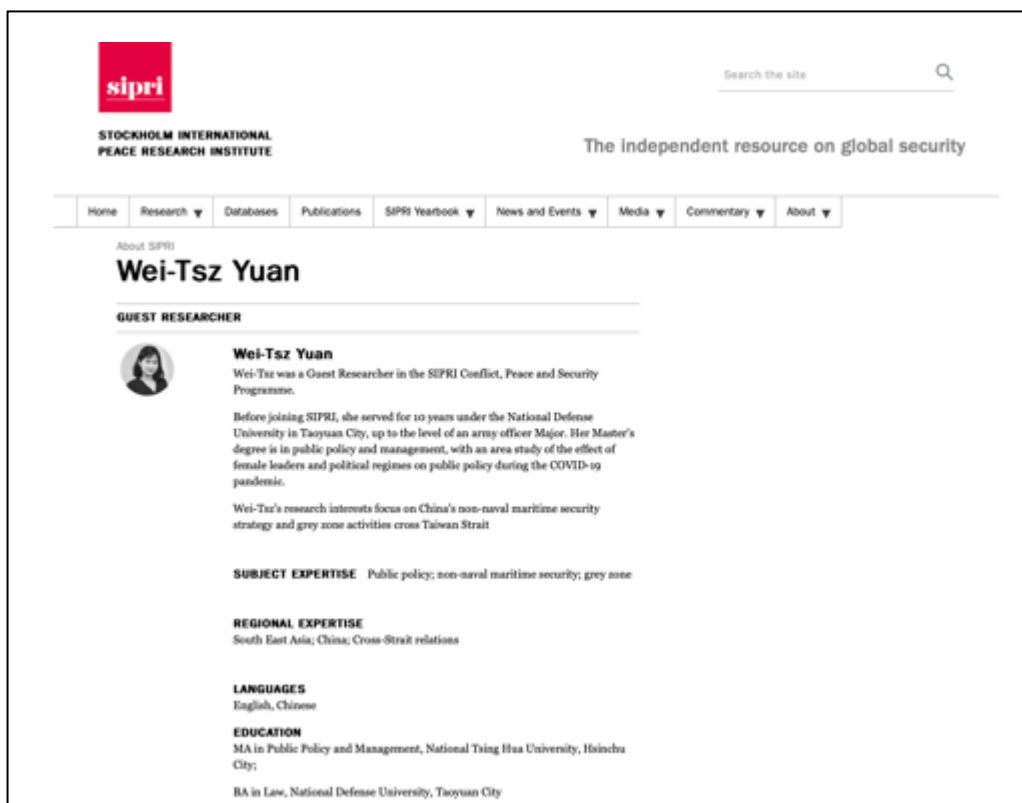 sipri
Search the site
STOCKHOLM INTERNATIONAL
PEACE RESEARCH INSTITUTE
The independent resource on global security
Home Research ▼ Databases Publications SIPRI Yearbook ▼ News and Events ▼ Media ▼ Commentary ▼ About ▼
About SIPRI
Wei-Tsz Yuan
GUEST RESEARCHER
Wei-Tsz Yuan
Wei-Tsz was a Guest Researcher in the SIPRI Conflict, Peace and Security
Programme.
Before joining SIPRI, she served for 10 years under the National Defense
University in Taoyuan City, up to the level of an army officer Major. Her Master's
degree is in public policy and management, with an area study of the effect of
female leaders and political regimes on public policy during the COVID-19
pandemic.
Wei-Tsz's research interests focus on China's non-naval maritime security
strategy and grey zone activities cross Taiwan Strait
SUBJECT EXPERTISE Public policy; non-naval maritime security; grey zone
REGIONAL EXPERTISE
South East Asia; China; Cross-Strait relations
LANGUAGES
English, Chinese
EDUCATION
MA in Public Policy and Management, National Tsing Hua University, Hsinchu
City;
BA in Law, National Defense University, Taoyuan City